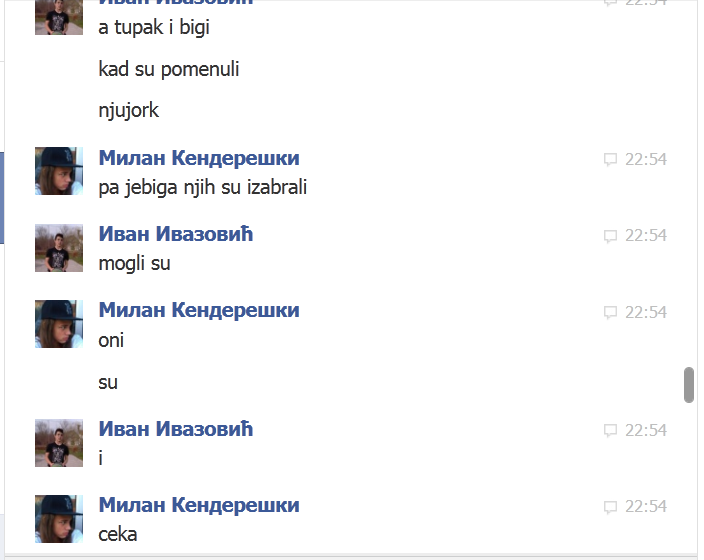 Иван Ивазовић 22:54
a tupak i bigi
kad su pomenuli
njujork
Милан Кендерешки 22:54
pa jebiga njih su izabrali
Иван Ивазовић 22:54
mogli su
Милан Кендерешки 22:54
oni
su
Иван Ивазовић 22:54
i
Милан Кендерешки 22:54
ceka